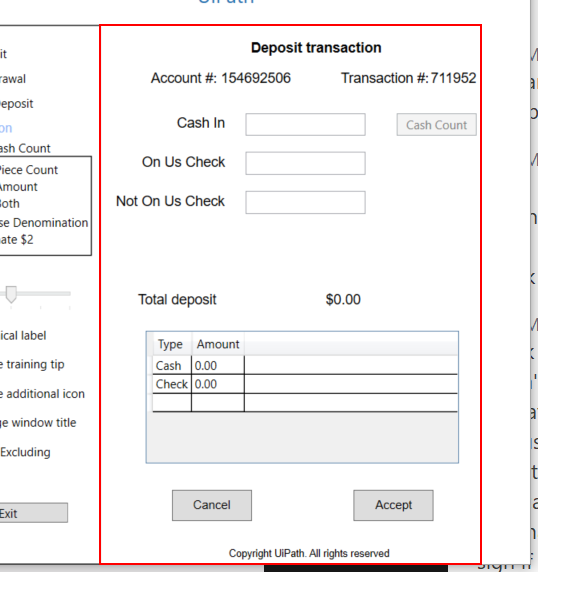 UiPath
Deposit transaction
Account #: 154692506 Transaction #: 711952
Cash In Cash Count
On Us Check
Not On Us Check
Total deposit $0.00
Type Amount
Cash 0.00
Check 0.00
Cancel Accept
Copyright UiPath. All rights reserved
it
rawal
eposit
on
ash Count
Piece Count
Amount
Both
se Denomination
ate $2
ical label
e training tip
e additional icon
ge window title
Excluding
Exit